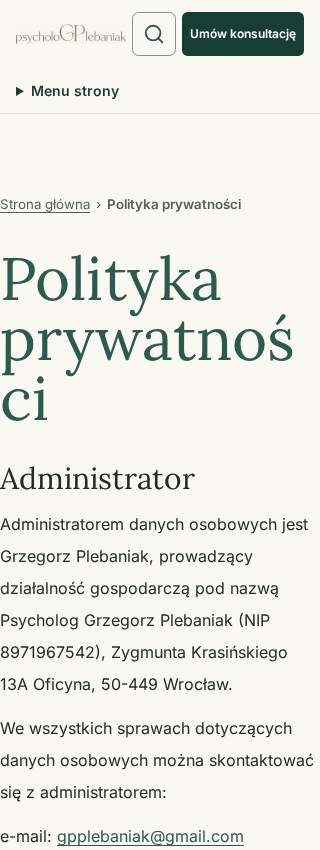 psycholoGPlebaniak
Umów konsultację
Menu strony
Strona główna › Polityka prywatności
Polityka
prywatnoś
ci
Administrator
Administratorem danych osobowych jest
Grzegorz Plebaniak, prowadzący
działalność gospodarczą pod nazwą
Psycholog Grzegorz Plebaniak (NIP
8971967542), Zygmunta Krasińskiego
13A Oficyna, 50-449 Wrocław.
We wszystkich sprawach dotyczących
danych osobowych można skontaktować
się z administratorem:
e-mail: gpplebaniak@gmail.com